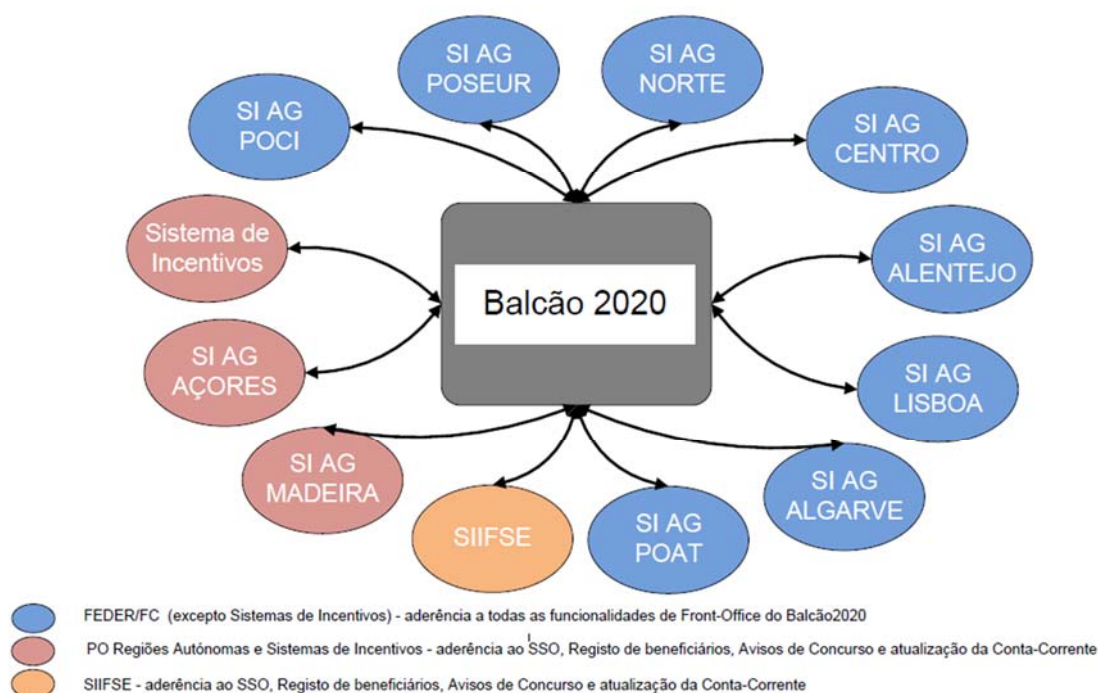 SI AG
POSEUR
SI AG
NORTE
SI AG
POCI
SI AG
CENTRO
Sistema de
Incentivos
SI AG
ALENTEJO
Balcão 2020
SI AG
AÇORES
SI AG
LISBOA
SI AG
MADEIRA
SIIFSE
SI AG
POAT
SI AG
ALGARVE
FEDER/FC (excepto Sistemas de Incentivos) - aderência a todas as funcionalidades de Front-Office do Balcão2020
PO Regiões Autónomas e Sistemas de Incentivos - aderência ao SSO, Registo de beneficiários, Avisos de Concurso e atualização da Conta-Corrente
SIIFSE - aderência ao SSO, Registo de beneficiários, Avisos de Concurso e atualização da Conta-Corrente